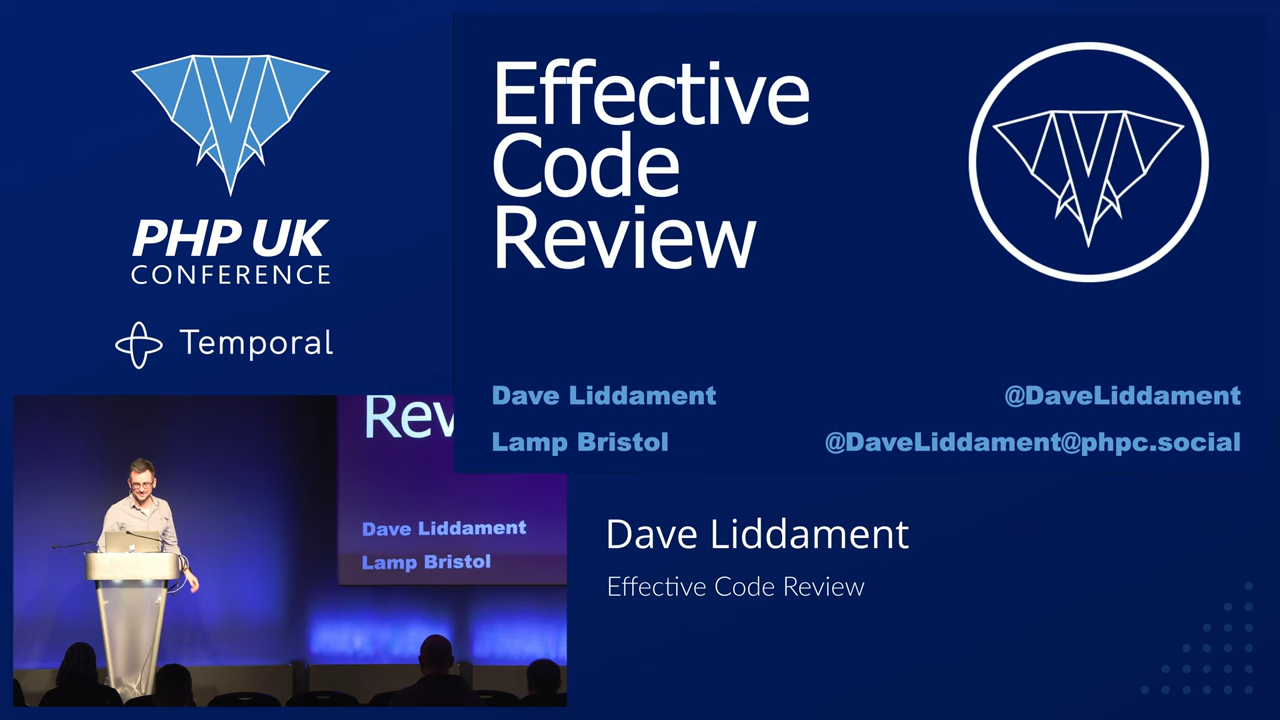 PHP UK
CONFERENCE
Temporal
Effective
Code
Review
Dave Liddament
@DaveLiddament
Lamp Bristol
@DaveLiddament@phpc.social
Rev
Dave Liddament
Lamp Bristol
Dave Liddament
Effective Code Review